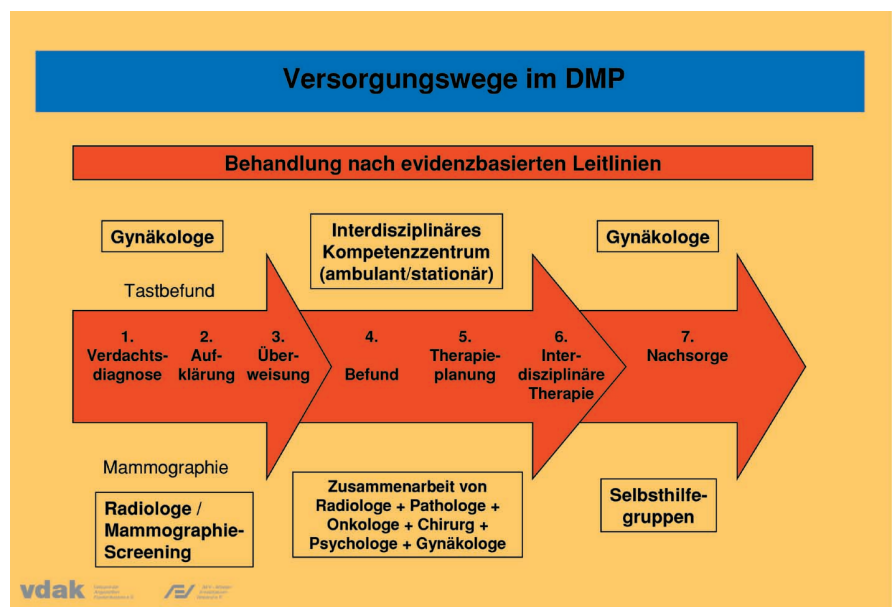 Versorgungswege im DMP
Behandlung nach evidenzbasierten Leitlinien
Gynäkologe
Interdisziplinäres
Kompetenzzentrum
(ambulant/stationär)
Gynäkologe
Tastbefund
1.
Verdachts-
diagnose
2.
Auf-
klärung
3.
Über-
weisung
4.
Befund
5.
Therapie-
planung
6.
Inter-
disziplinäre
Therapie
7.
Nachsorge
Mammographie
Radiologe /
Mammographie-
Screening
Zusammenarbeit von
Radiologe + Pathologe +
Onkologe + Chirurg +
Psychologe + Gynäkologe
Selbsthilfe-
gruppen
vdak